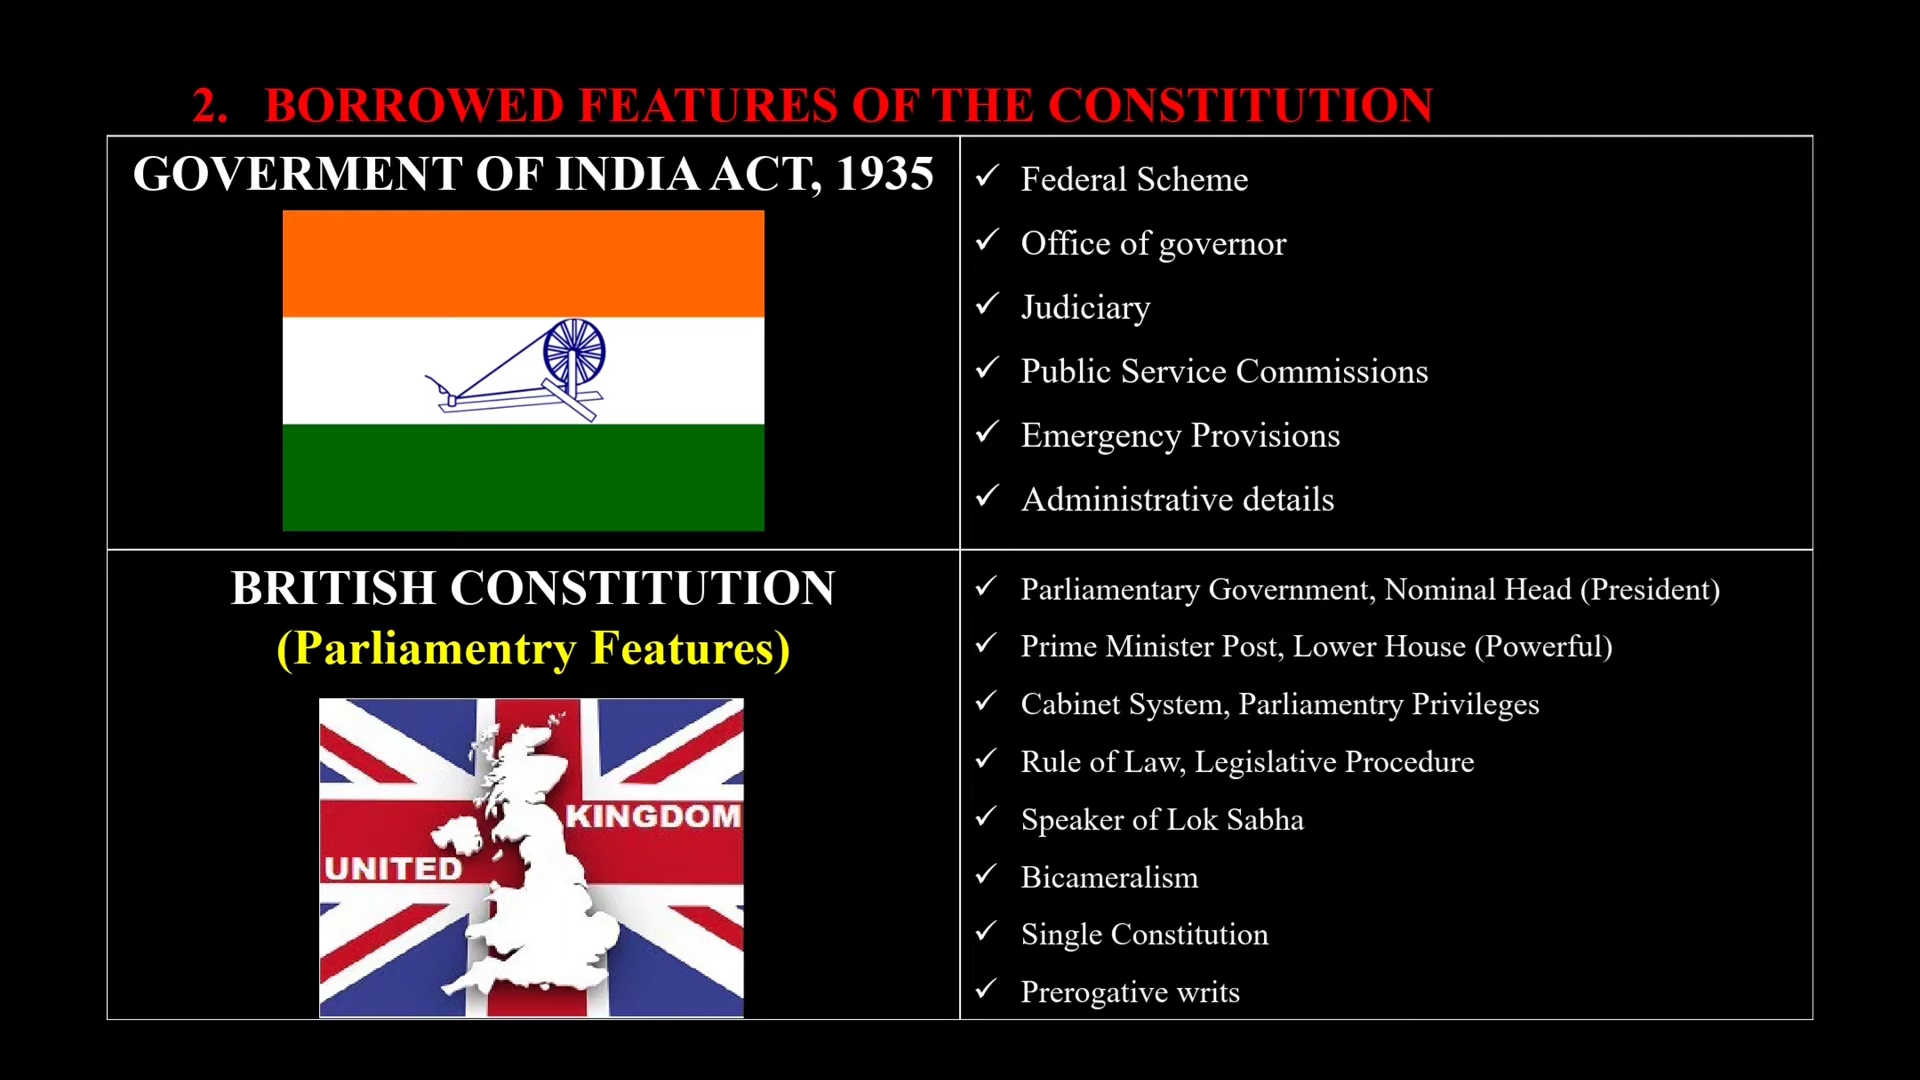 2. BORROWED FEATURES OF THE CONSTITUTION
GOVERMENT OF INDIA ACT, 1935
✓ Federal Scheme
✓ Office of governor
✓ Judiciary
✓ Public Service Commissions
✓ Emergency Provisions
✓ Administrative details
BRITISH CONSTITUTION
(Parliamentry Features)
KINGDOM
UNITED
✓ Parliamentary Government, Nominal Head (President)
✓ Prime Minister Post, Lower House (Powerful)
✓ Cabinet System, Parliamentry Privileges
✓ Rule of Law, Legislative Procedure
✓ Speaker of Lok Sabha
✓ Bicameralism
✓ Single Constitution
✓ Prerogative writs